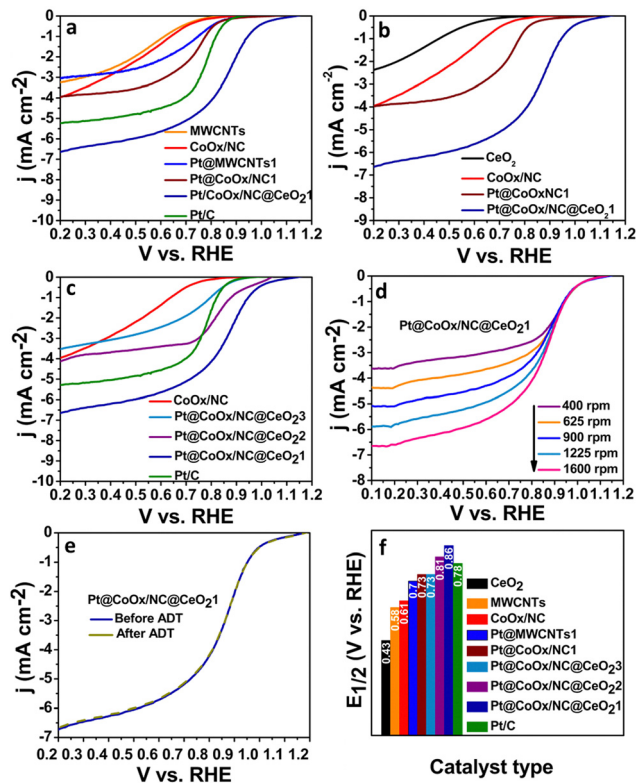 a
0
-1
-2
-3
-4
-5
-6
-7
-8
-9
-10
j (mA cm-2)
MWCNTs
CoOx/NC
Pt@MWCNTs1
Pt@CoOx/NC1
Pt/CoOx/NC@CeO21
Pt/C
0.2 0.3 0.4 0.5 0.6 0.7 0.8 0.9 1.0 1.1 1.2
V vs. RHE
b
0
-1
-2
-3
-4
-5
-6
-7
-8
-9
j (mA cm-2)
CeO2
CoOx/NC
Pt@CoOxNC1
Pt@CoOx/NC@CeO21
0.2 0.3 0.4 0.5 0.6 0.7 0.8 0.9 1.0 1.1 1.2
V vs. RHE
c
0
-1
-2
-3
-4
-5
-6
-7
-8
-9
-10
j (mA cm-2)
CoOx/NC
Pt@CoOx/NC@CeO23
Pt@CoOx/NC@CeO22
Pt@CoOx/NC@CeO21
Pt/C
0.2 0.3 0.4 0.5 0.6 0.7 0.8 0.9 1.0 1.1 1.2
V vs. RHE
d
0
-1
-2
-3
-4
-5
-6
-7
-8
j (mA cm-2)
Pt@CoOx/NC@CeO21
400 rpm
625 rpm
900 rpm
1225 rpm
1600 rpm
0.1 0.2 0.3 0.4 0.5 0.6 0.7 0.8 0.9 1.0 1.1 1.2
V vs. RHE
e
0
-1
-2
-3
-4
-5
-6
-7
j (mA cm-2)
Pt@CoOx/NC@CeO21
Before ADT
After ADT
0.2 0.3 0.4 0.5 0.6 0.7 0.8 0.9 1.0 1.1 1.2
V vs. RHE
f
E1/2 (V vs. RHE)
0.43
0.58
0.61
0.7
0.73
0.73
0.81
0.86
0.78
CeO2
MWCNTs
CoOx/NC
Pt@MWCNTs1
Pt@CoOx/NC1
Pt@CoOx/NC@CeO23
Pt@CoOx/NC@CeO22
Pt@CoOx/NC@CeO21
Pt/C
Catalyst type